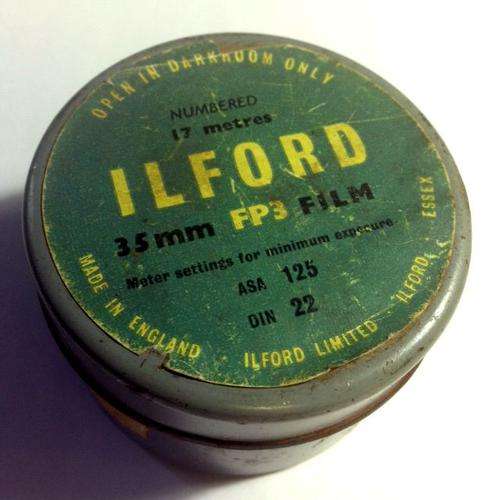 OPEN IN DARKROOM ONLY
NUMBERED
17 metres
ILFORD
35mm FP3 FILM
Meter settings for minimum exposure
ASA 125
DIN 22
MADE IN ENGLAND · ILFORD LIMITED · ILFORD, ESSEX